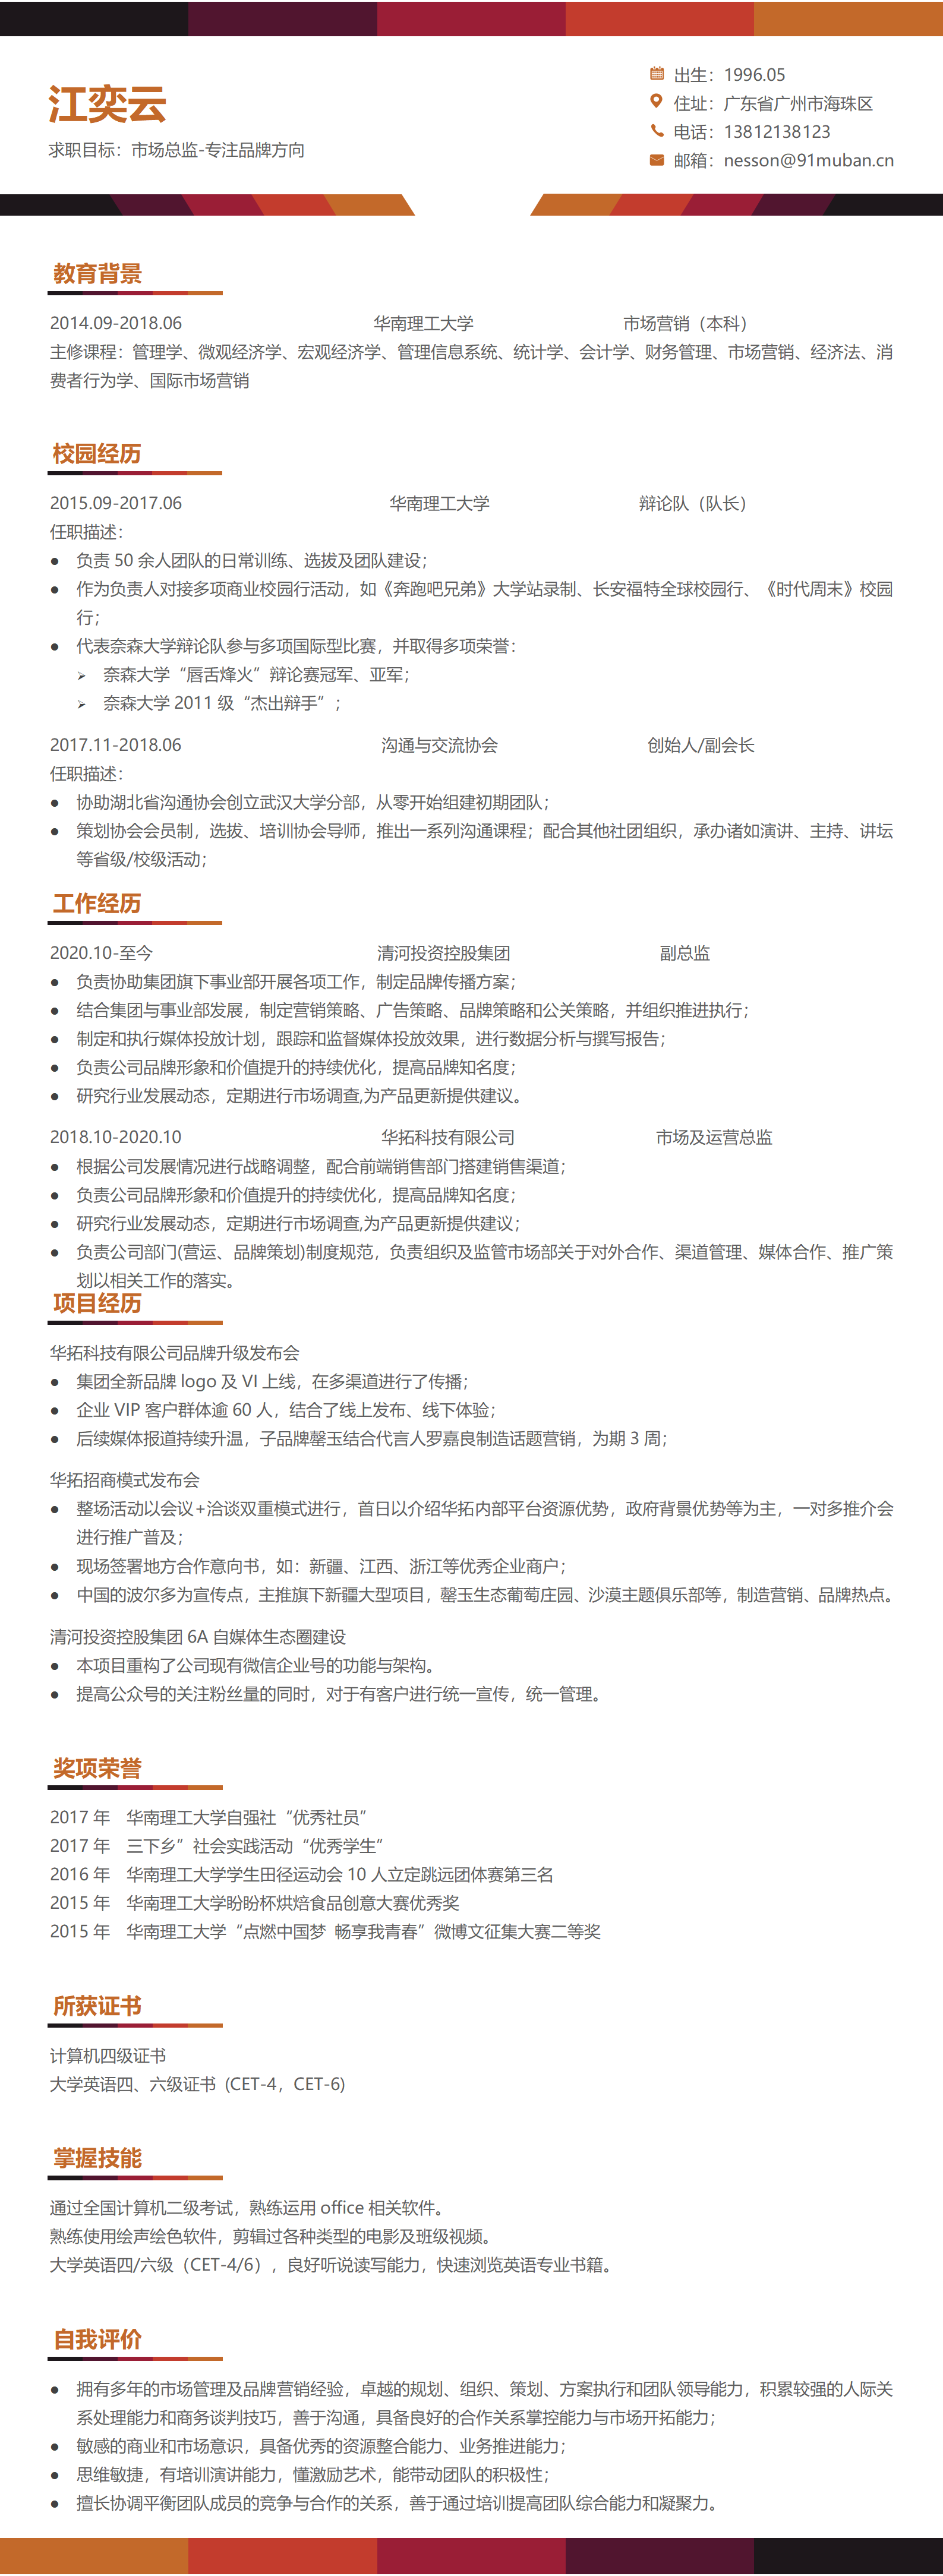 江奕云
求职目标：市场总监-专注品牌方向
出生：1996.05
住址：广东省广州市海珠区
电话：13812138123
邮箱：nesson@91muban.cn
教育背景
2014.09-2018.06 华南理工大学 市场营销（本科）
主修课程：管理学、微观经济学、宏观经济学、管理信息系统、统计学、会计学、财务管理、市场营销、经济法、消
费者行为学、国际市场营销
校园经历
2015.09-2017.06 华南理工大学 辩论队（队长）
任职描述：
● 负责 50 余人团队的日常训练、选拔及团队建设；
● 作为负责人对接多项商业校园行活动，如《奔跑吧兄弟》大学站录制、长安福特全球校园行、《时代周末》校园
行；
● 代表奈森大学辩论队参与多项国际型比赛，并取得多项荣誉：
➢ 奈森大学“唇舌烽火”辩论赛冠军、亚军；
➢ 奈森大学 2011 级“杰出辩手”；
2017.11-2018.06 沟通与交流协会 创始人/副会长
任职描述：
● 协助湖北省沟通协会创立武汉大学分部，从零开始组建初期团队；
● 策划协会会员制，选拔、培训协会导师，推出一系列沟通课程；配合其他社团组织，承办诸如演讲、主持、讲坛
等省级/校级活动；
工作经历
2020.10-至今 清河投资控股集团 副总监
● 负责协助集团旗下事业部开展各项工作，制定品牌传播方案；
● 结合集团与事业部发展，制定营销策略、广告策略、品牌策略和公关策略，并组织推进执行；
● 制定和执行媒体投放计划，跟踪和监督媒体投放效果，进行数据分析与撰写报告；
● 负责公司品牌形象和价值提升的持续优化，提高品牌知名度；
● 研究行业发展动态，定期进行市场调查,为产品更新提供建议。
2018.10-2020.10 华拓科技有限公司 市场及运营总监
● 根据公司发展情况进行战略调整，配合前端销售部门搭建销售渠道；
● 负责公司品牌形象和价值提升的持续优化，提高品牌知名度；
● 研究行业发展动态，定期进行市场调查,为产品更新提供建议；
● 负责公司部门(营运、品牌策划)制度规范，负责组织及监管市场部关于对外合作、渠道管理、媒体合作、推广策
划以相关工作的落实。
项目经历
华拓科技有限公司品牌升级发布会
● 集团全新品牌 logo 及 VI 上线，在多渠道进行了传播；
● 企业 VIP 客户群体逾 60 人，结合了线上发布、线下体验；
● 后续媒体报道持续升温，子品牌罄玉结合代言人罗嘉良制造话题营销，为期 3 周；
华拓招商模式发布会
● 整场活动以会议+洽谈双重模式进行，首日以介绍华拓内部平台资源优势，政府背景优势等为主，一对多推介会
进行推广普及；
● 现场签署地方合作意向书，如：新疆、江西、浙江等优秀企业商户；
● 中国的波尔多为宣传点，主推旗下新疆大型项目，罄玉生态葡萄庄园、沙漠主题俱乐部等，制造营销、品牌热点。
清河投资控股集团 6A 自媒体生态圈建设
● 本项目重构了公司现有微信企业号的功能与架构。
● 提高公众号的关注粉丝量的同时，对于有客户进行统一宣传，统一管理。
奖项荣誉
2017 年 华南理工大学自强社“优秀社员”
2017 年 三下乡”社会实践活动“优秀学生”
2016 年 华南理工大学学生田径运动会 10 人立定跳远团体赛第三名
2015 年 华南理工大学盼盼杯烘焙食品创意大赛优秀奖
2015 年 华南理工大学“点燃中国梦 畅享我青春”微博文征集大赛二等奖
所获证书
计算机四级证书
大学英语四、六级证书（CET-4，CET-6)
掌握技能
通过全国计算机二级考试，熟练运用 office 相关软件。
熟练使用绘声绘色软件，剪辑过各种类型的电影及班级视频。
大学英语四/六级（CET-4/6），良好听说读写能力，快速浏览英语专业书籍。
自我评价
● 拥有多年的市场管理及品牌营销经验，卓越的规划、组织、策划、方案执行和团队领导能力，积累较强的人际关
系处理能力和商务谈判技巧，善于沟通，具备良好的合作关系掌控能力与市场开拓能力；
● 敏感的商业和市场意识，具备优秀的资源整合能力、业务推进能力；
● 思维敏捷，有培训演讲能力，懂激励艺术，能带动团队的积极性；
● 擅长协调平衡团队成员的竞争与合作的关系，善于通过培训提高团队综合能力和凝聚力。